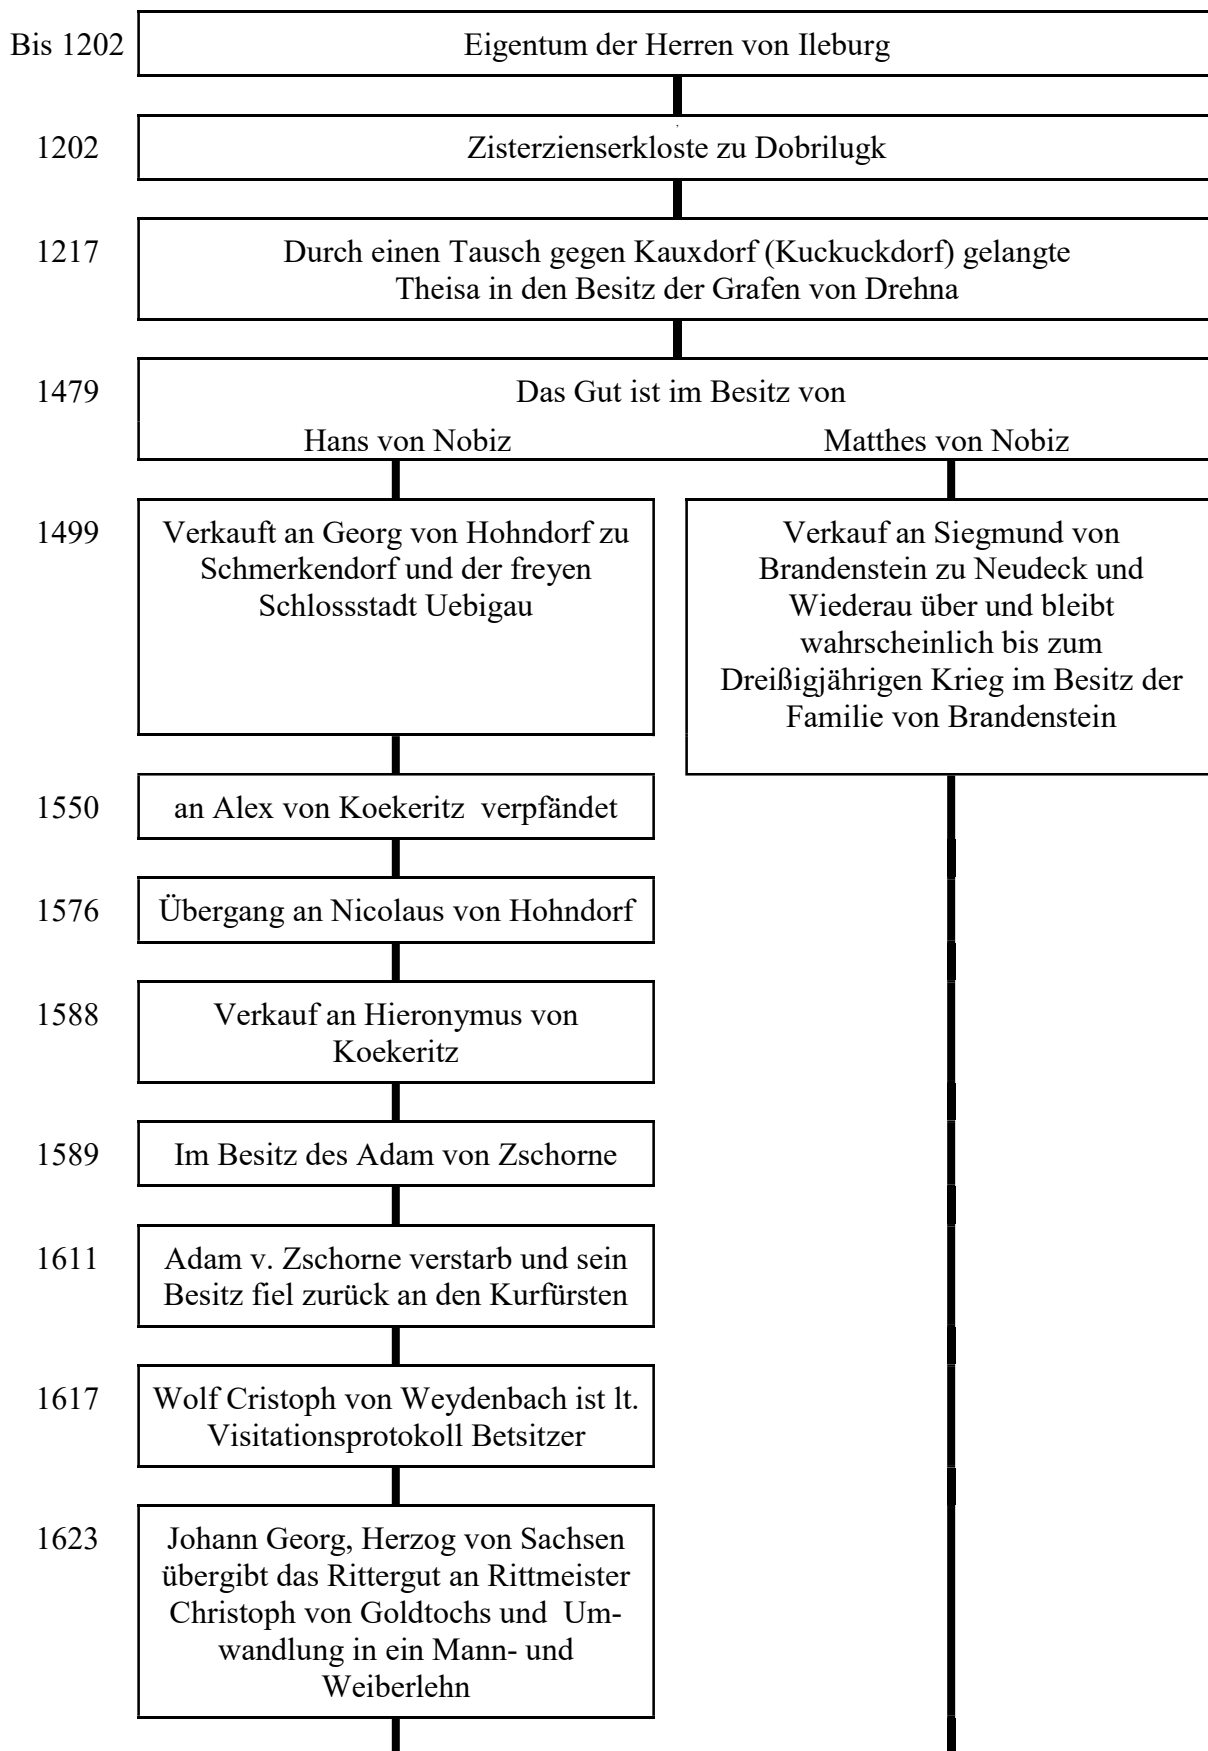 Bis 1202
Eigentum der Herren von Ileburg
1202
Zisterzienserkloste zu Dobrilugk
1217
Durch einen Tausch gegen Kauxdorf (Kuckuckdorf) gelangte
Theisa in den Besitz der Grafen von Drehna
1479
Das Gut ist im Besitz von
Hans von Nobiz
Matthes von Nobiz
1499
Verkauft an Georg von Hohndorf zu
Schmerkendorf und der freyen
Schlossstadt Uebigau
Verkauf an Siegmund von
Brandenstein zu Neudeck und
Wiederau über und bleibt
wahrscheinlich bis zum
Dreißigjährigen Krieg im Besitz der
Familie von Brandenstein
1550
an Alex von Koekeritz  verpfändet
1576
Übergang an Nicolaus von Hohndorf
1588
Verkauf an Hieronymus von
Koekeritz
1589
Im Besitz des Adam von Zschorne
1611
Adam v. Zschorne verstarb und sein
Besitz fiel zurück an den Kurfürsten
1617
Wolf Cristoph von Weydenbach ist lt.
Visitationsprotokoll Betsitzer
1623
Johann Georg, Herzog von Sachsen
übergibt das Rittergut an Rittmeister
Christoph von Goldtochs und  Um-
wandlung in ein Mann- und
Weiberlehn